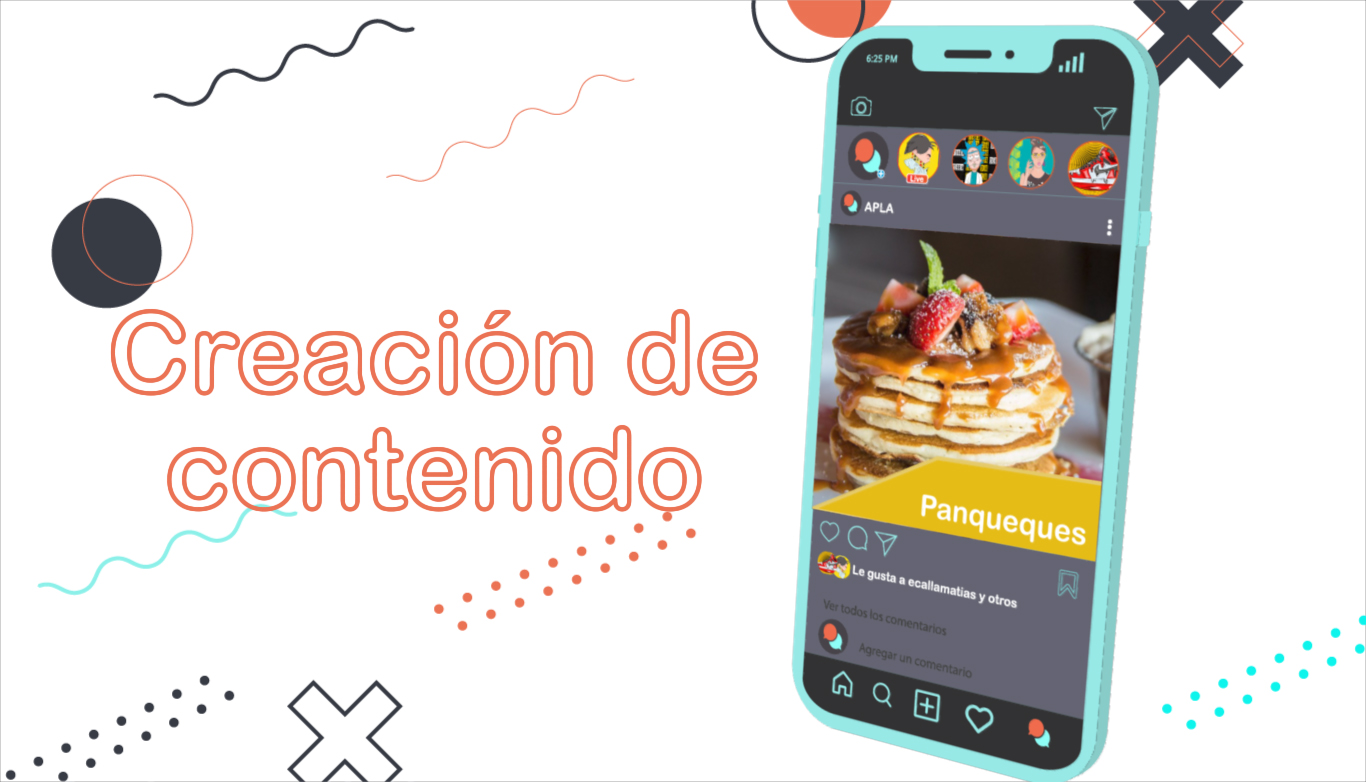 Creación de
contenido
6:25 PM
Live
APLA
Panqueques
Le gusta a ecallamatias y otros
Ver todos los comentarios
Agregar un comentario